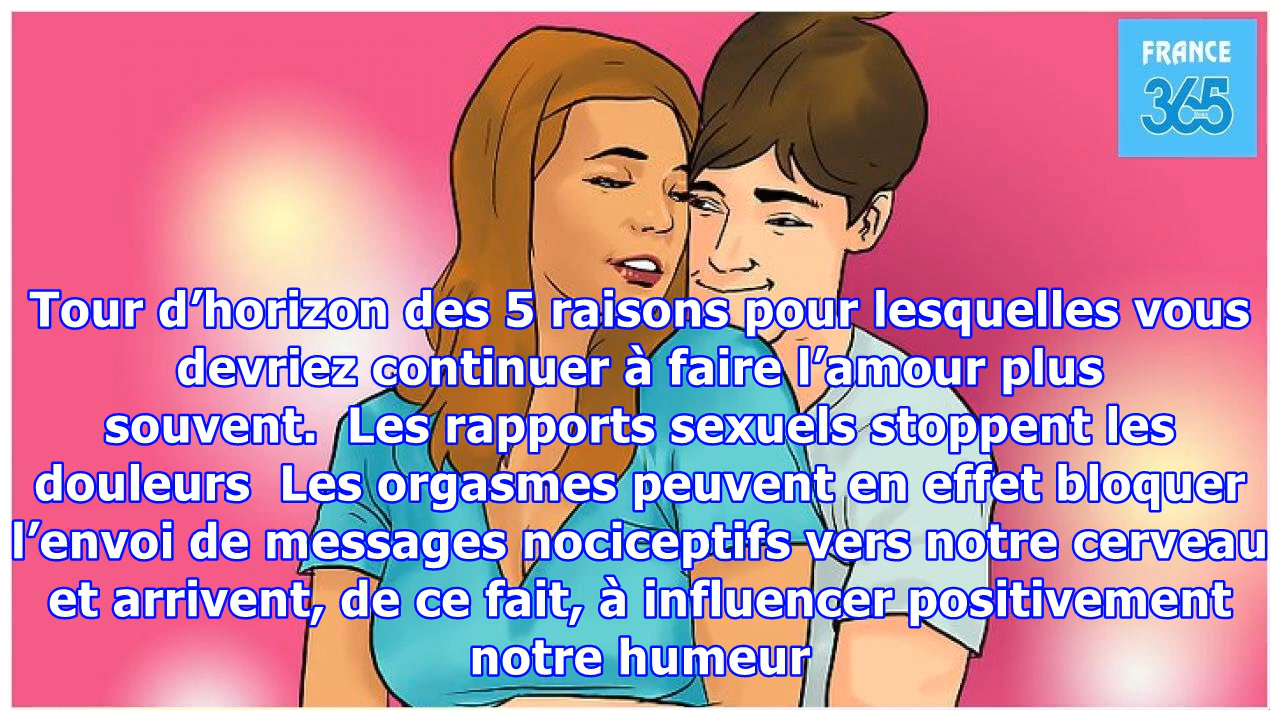 FRANCE
365
Tour d’horizon des 5 raisons pour lesquelles vous
devriez continuer à faire l’amour plus
souvent.  Les rapports sexuels stoppent les
douleurs  Les orgasmes peuvent en effet bloquer
l’envoi de messages nociceptifs vers notre cerveau
et arrivent, de ce fait, à influencer positivement
notre humeur